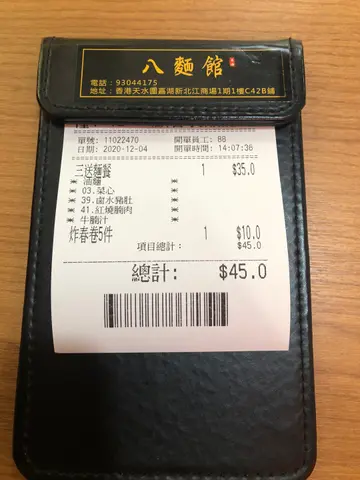 八麵館
電話：93044175
地址：香港天水圍嘉湖新北江商場1期1樓C42B鋪
單號: 11022470 開單員工: 88
日期: 2020-12-04 開單時間: 14:07:36
三送麵餐 1 $35.0
* 油麵 *
* 03.菜心 *
* 39.鹵水豬肚 *
* 41.紅燒腩肉 *
* 牛腩汁 *
炸春卷5件 1 $10.0
項目總計: $45.0
總計: $45.0